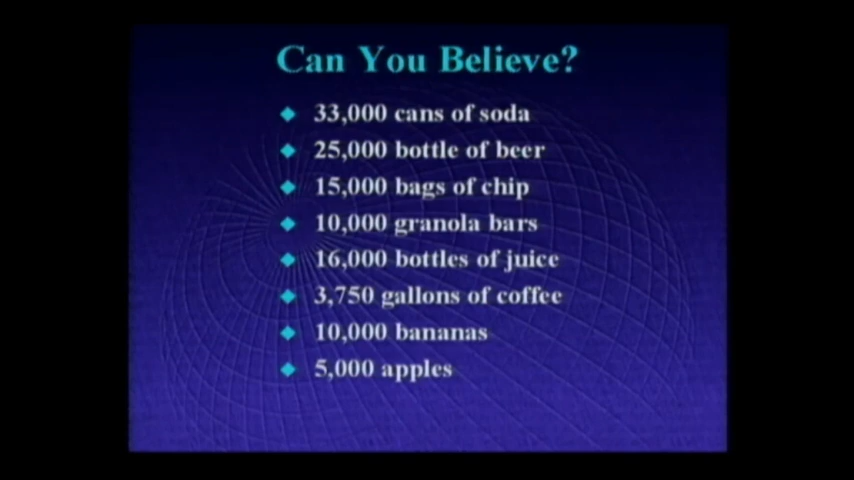 Can You Believe?
33,000 cans of soda
25,000 bottle of beer
15,000 bags of chip
10,000 granola bars
16,000 bottles of juice
3,750 gallons of coffee
10,000 bananas
5,000 apples